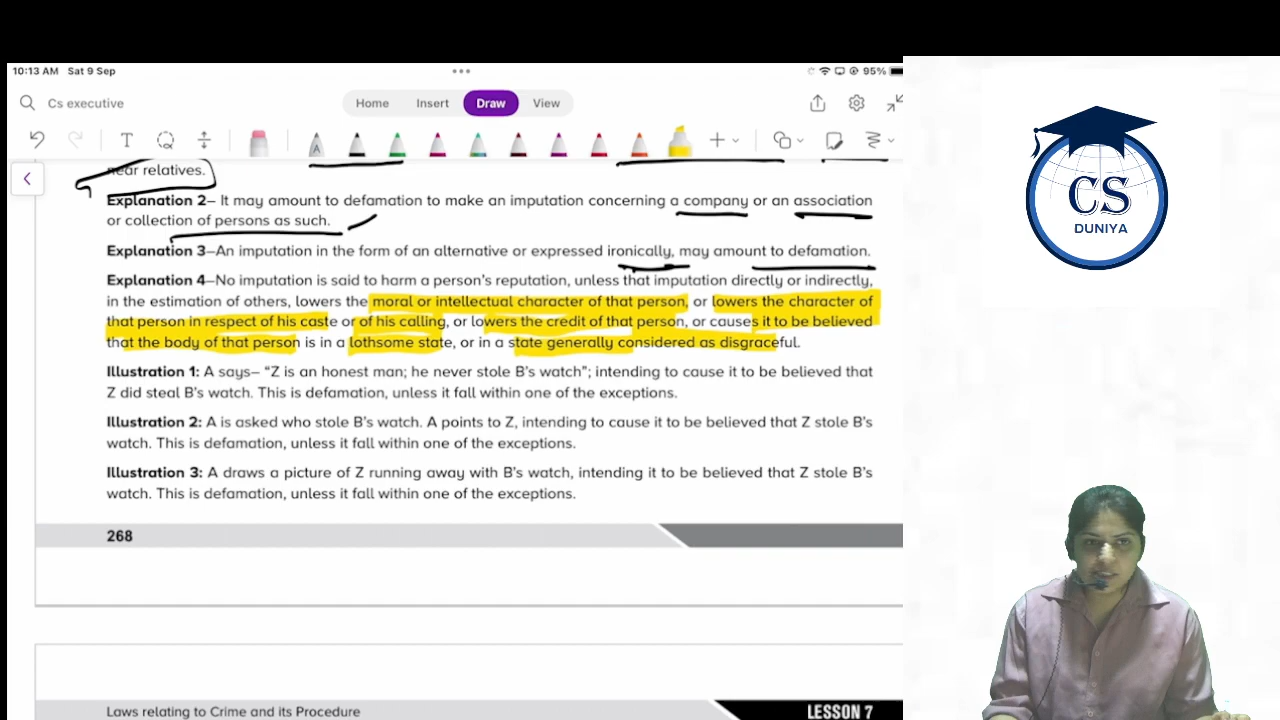 10:13 AM Sat 9 Sep
95%
Cs executive
Home Insert Draw View
T
A
near relatives.
Explanation 2– It may amount to defamation to make an imputation concerning a company or an association
or collection of persons as such.
Explanation 3–An imputation in the form of an alternative or expressed ironically, may amount to defamation.
Explanation 4–No imputation is said to harm a person's reputation, unless that imputation directly or indirectly,
in the estimation of others, lowers the moral or intellectual character of that person, or lowers the character of
that person in respect of his caste or of his calling, or lowers the credit of that person, or causes it to be believed
that the body of that person is in a lothsome state, or in a state generally considered as disgraceful.
Illustration 1: A says– “Z is an honest man; he never stole B's watch”; intending to cause it to be believed that
Z did steal B's watch. This is defamation, unless it fall within one of the exceptions.
Illustration 2: A is asked who stole B's watch. A points to Z, intending to cause it to be believed that Z stole B's
watch. This is defamation, unless it fall within one of the exceptions.
Illustration 3: A draws a picture of Z running away with B's watch, intending it to be believed that Z stole B's
watch. This is defamation, unless it fall within one of the exceptions.
268
Laws relating to Crime and its Procedure
LESSON 7
CS
DUNIYA